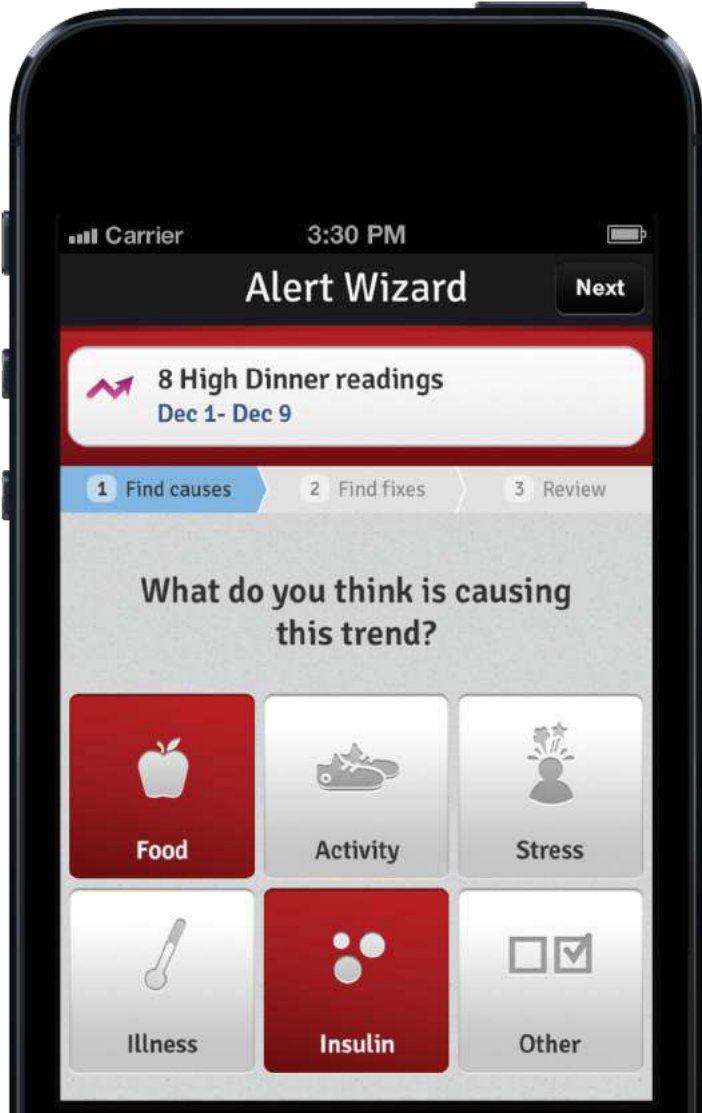 Carrier 3:30 PM
Alert Wizard Next
8 High Dinner readings
Dec 1- Dec 9
1 Find causes 2 Find fixes 3 Review
What do you think is causing
this trend?
Food Activity Stress
Illness Insulin Other